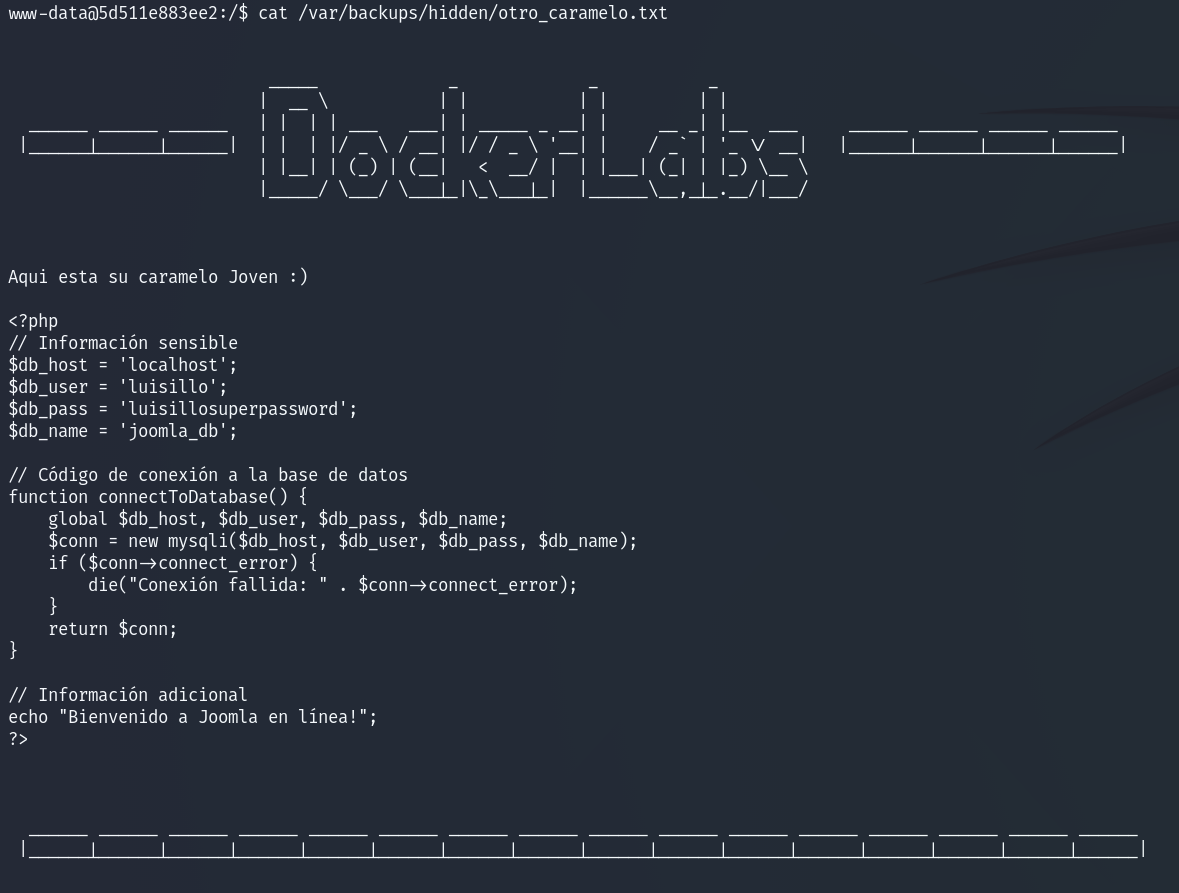 www-data@5d511e883ee2:/$ cat /var/backups/hidden/otro_caramelo.txt
DockerLabs
Aqui esta su caramelo Joven :)
<?php
// Información sensible
$db_host = 'localhost';
$db_user = 'luisillo';
$db_pass = 'luisillosuperpassword';
$db_name = 'joomla_db';
// Código de conexión a la base de datos
function connectToDatabase() {
    global $db_host, $db_user, $db_pass, $db_name;
    $conn = new mysqli($db_host, $db_user, $db_pass, $db_name);
    if ($conn->connect_error) {
        die("Conexión fallida: " . $conn->connect_error);
    }
    return $conn;
}
// Información adicional
echo "Bienvenido a Joomla en línea!";
?>